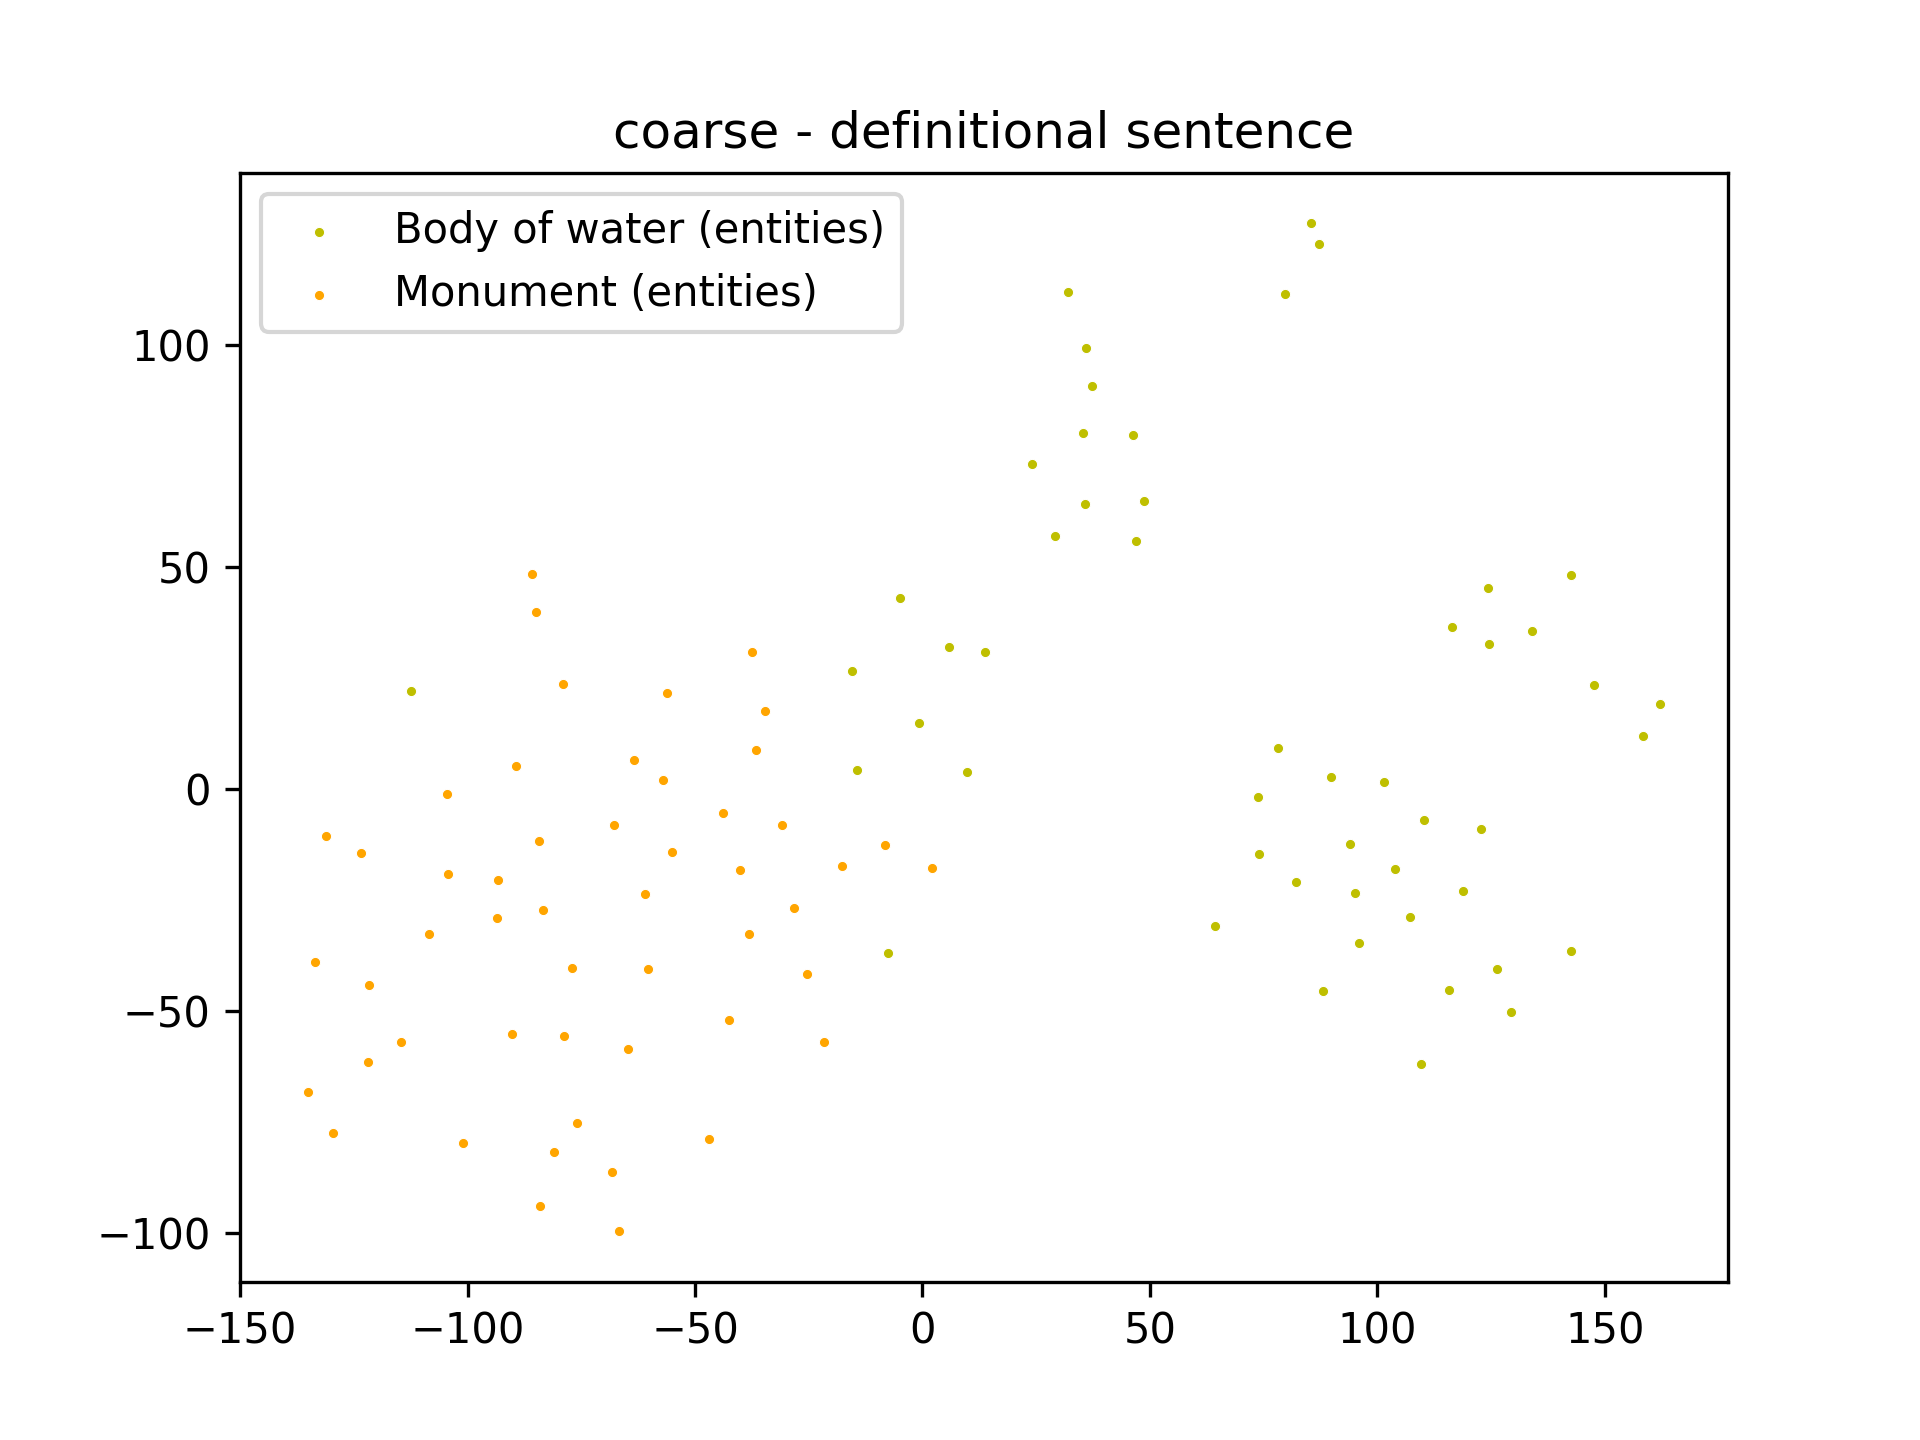 coarse - definitional sentence
Body of water (entities)
Monument (entities)
100
50
0
−50
−100
−150 −100 −50 0 50 100 150